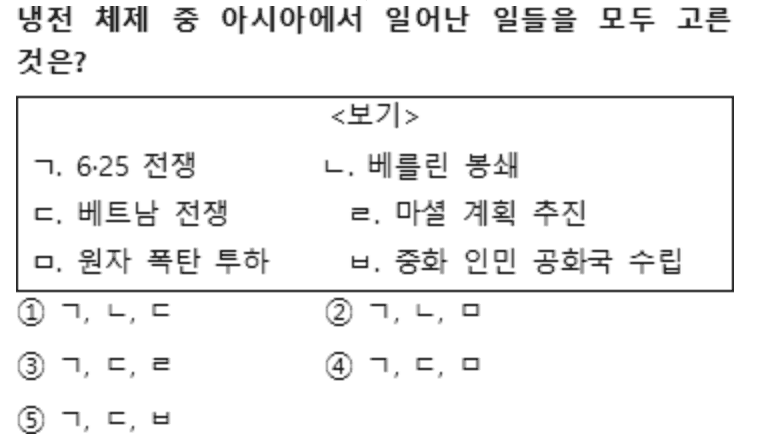 냉전 체제 중 아시아에서 일어난 일들을 모두 고른
것은?
<보기>
ㄱ. 6·25 전쟁 ㄴ. 베를린 봉쇄
ㄷ. 베트남 전쟁 ㄹ. 마셜 계획 추진
ㅁ. 원자 폭탄 투하 ㅂ. 중화 인민 공화국 수립
① ㄱ, ㄴ, ㄷ ② ㄱ, ㄴ, ㅁ
③ ㄱ, ㄷ, ㄹ ④ ㄱ, ㄷ, ㅁ
⑤ ㄱ, ㄷ, ㅂ